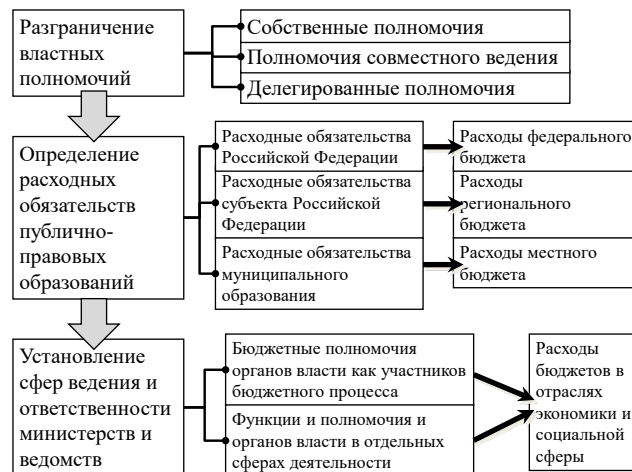 Разграничение
властных
полномочий
Собственные полномочия
Полномочия совместного ведения
Делегированные полномочия
Определение
расходных
обязательств
публично-
правовых
образований
Расходные обязательства
Российской Федерации
Расходы федерального
бюджета
Расходные обязательства
субъекта Российской
Федерации
Расходы
регионального
бюджета
Расходные обязательства
муниципального
образования
Расходы местного
бюджета
Установление
сфер ведения и
ответственности
министерств и
ведомств
Бюджетные полномочия
органов власти как участников
бюджетного процесса
Функции и полномочия и
органов власти в отдельных
сферах деятельности
Расходы
бюджетов в
отраслях
экономики и
социальной
сферы